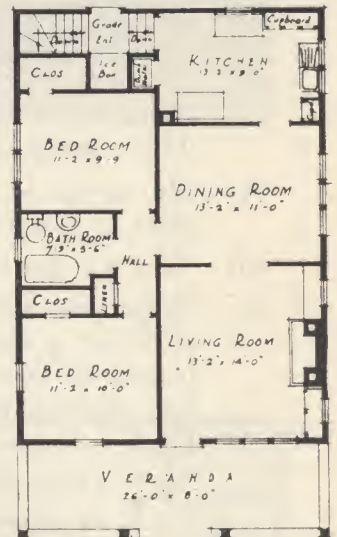 Grade
Ent
Down
Down
Cupboard
CLOS
Ice
Box
KITCHEN
13-2 x 9-0"
BED ROOM
11-2 x 9-9
DINING ROOM
13'-2" x 11'-0"
BATH ROOM
7'9" x 5'-6"
HALL
CLOS
LINEN
LIVING ROOM
13'-2" x 14'-0"
BED ROOM
11'-2 x 10'-0"
VERANDA
26'-0" x 8'-0"